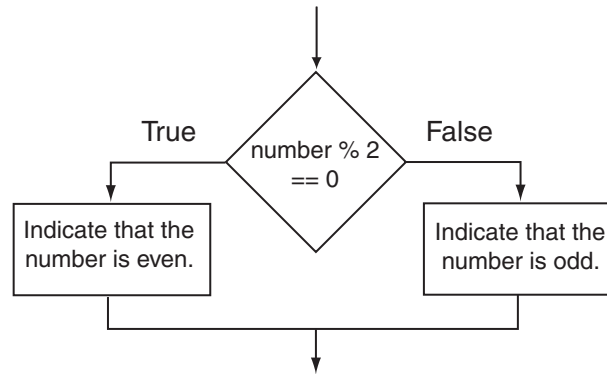 True
number % 2
== 0
False
Indicate that the
number is even.
Indicate that the
number is odd.